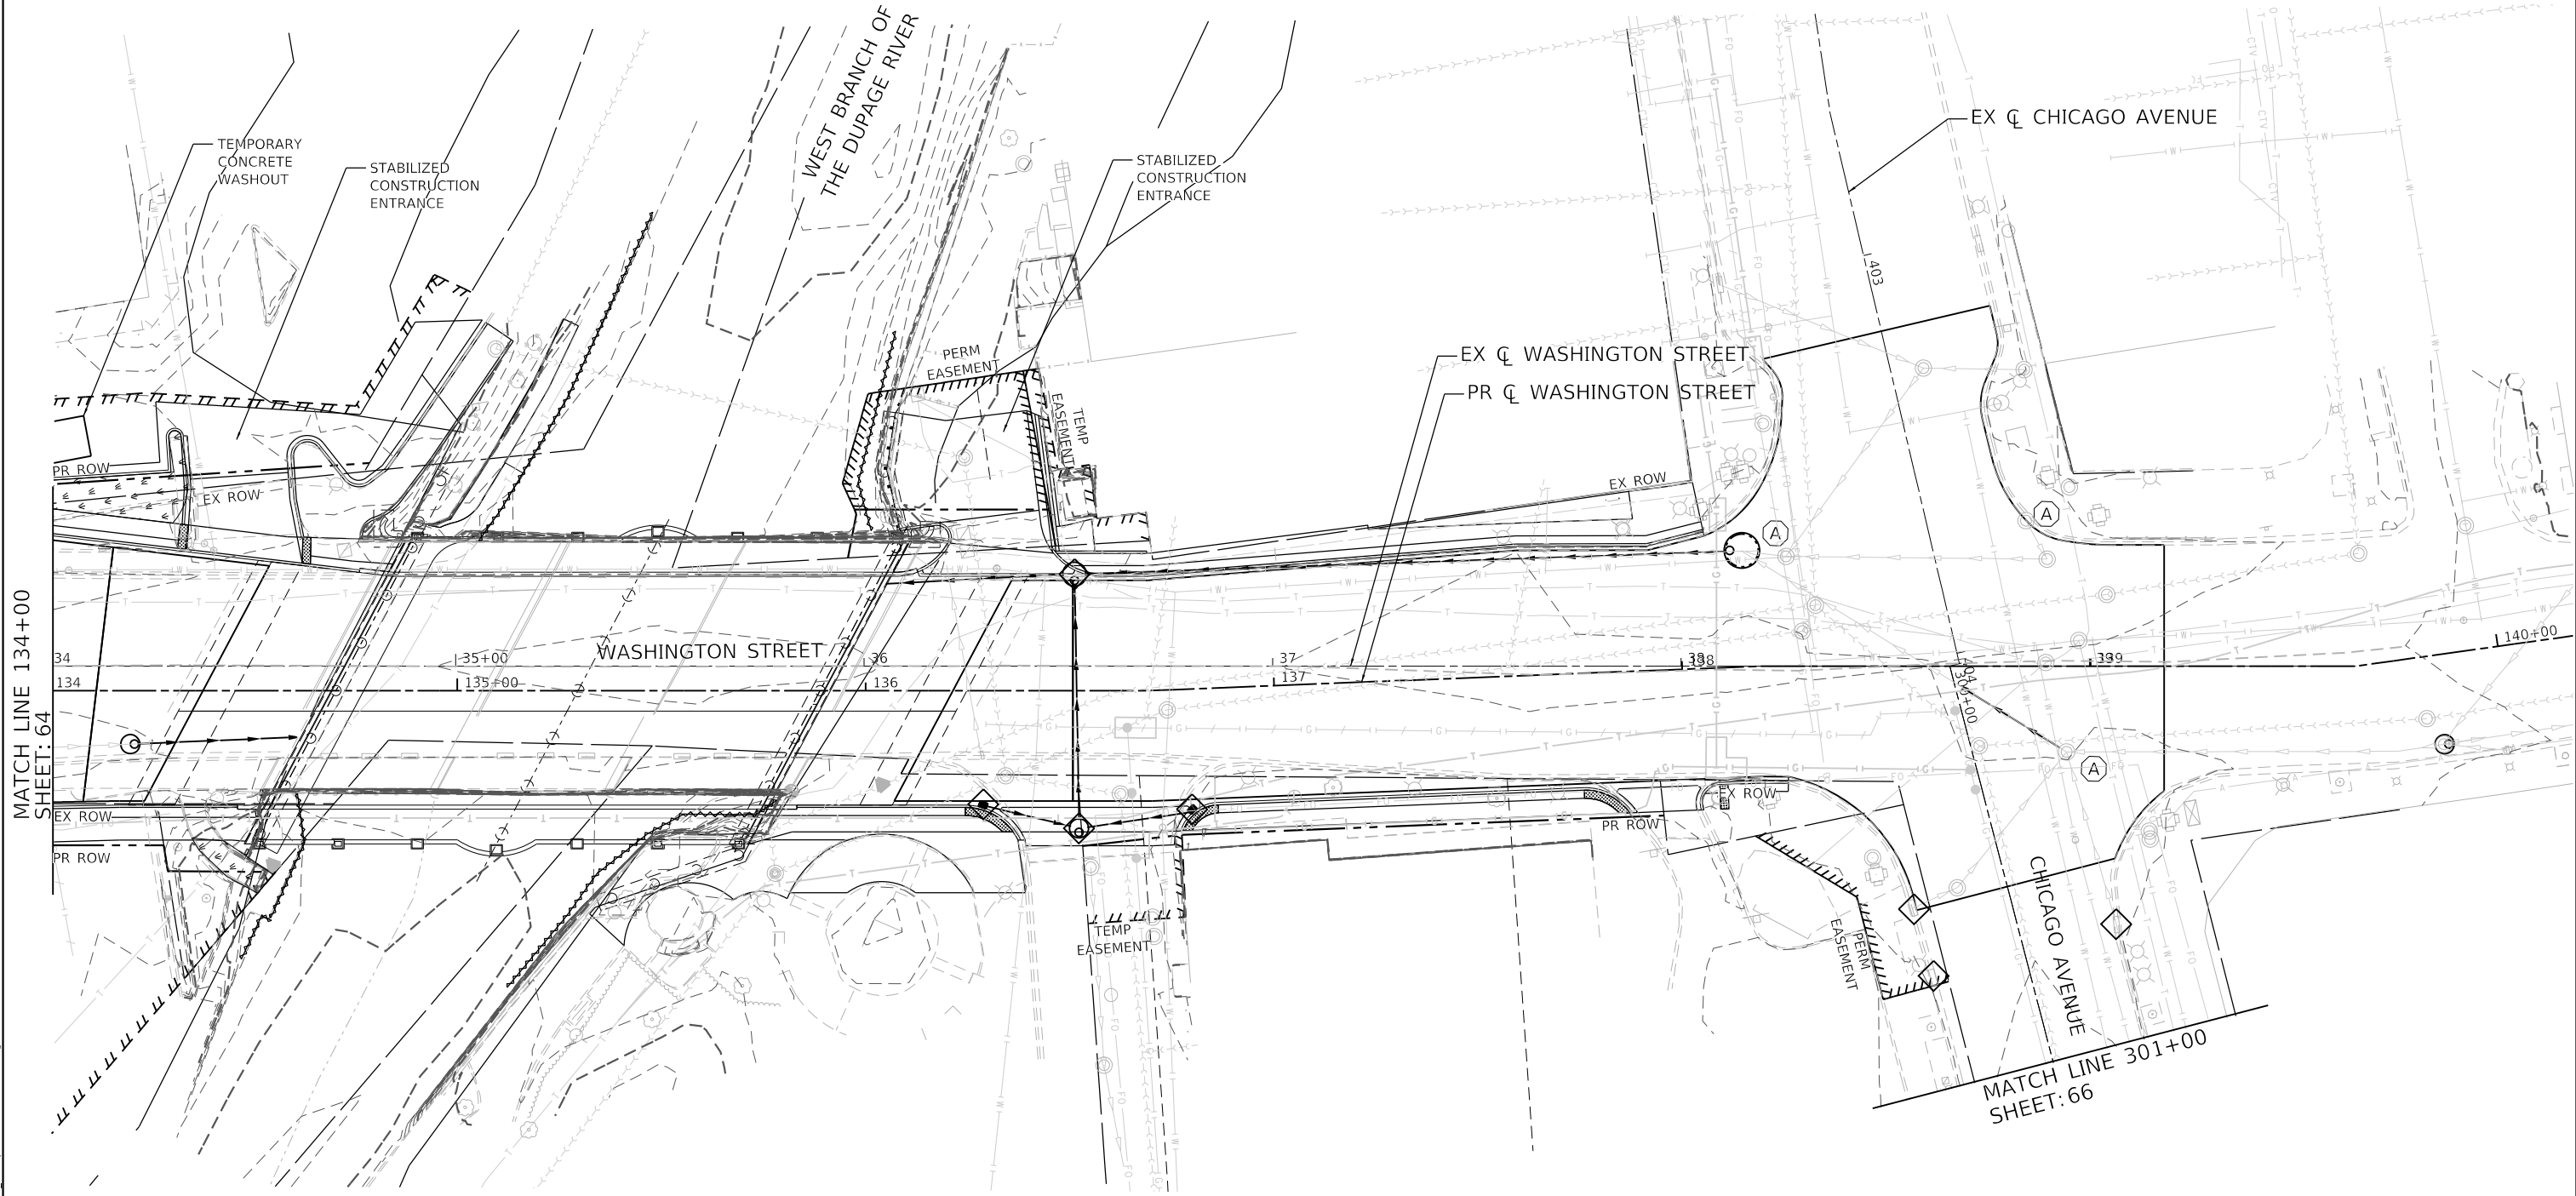 WEST BRANCH OF
THE DUPAGE RIVER
TEMPORARY
CONCRETE
WASHOUT
STABILIZED
CONSTRUCTION
ENTRANCE
STABILIZED
CONSTRUCTION
ENTRANCE
EX ℄ CHICAGO AVENUE
403
EX ℄ WASHINGTON STREET
PR ℄ WASHINGTON STREET
PERM
EASEMENT
TEMP
EASEMENT
PR ROW
EX ROW
EX ROW
A
A
MATCH LINE 134+00
SHEET: 64
WASHINGTON STREET
34
35+00
36
37
38
39
140+00
134
135+00
136
137
138
139
404
300+00
A
EX ROW
PR ROW
EX ROW
PR ROW
TEMP
EASEMENT
PERM
EASEMENT
CHICAGO AVENUE
MATCH LINE 301+00
SHEET: 66